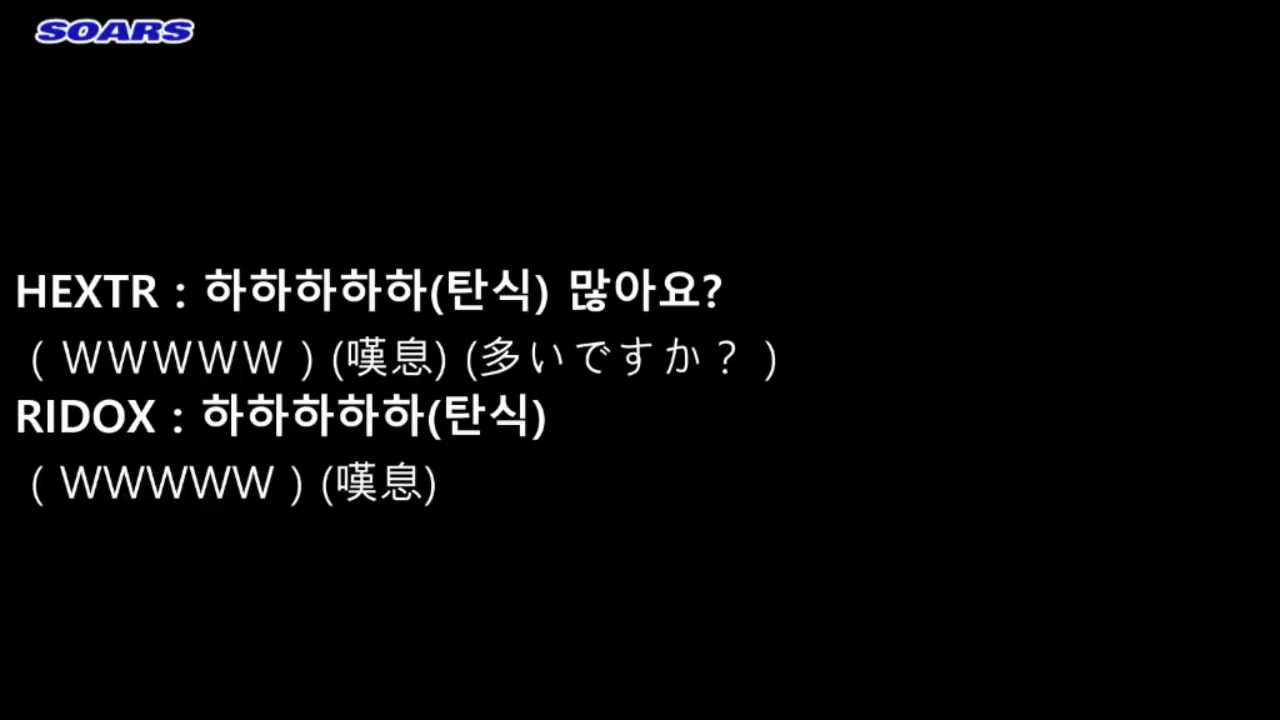 SOARS
HEXTR : 하하하하하(탄식) 많아요?
（ＷＷＷＷＷ）(嘆息) (多いですか？ )
RIDOX : 하하하하하(탄식)
（ＷＷＷＷＷ）(嘆息)